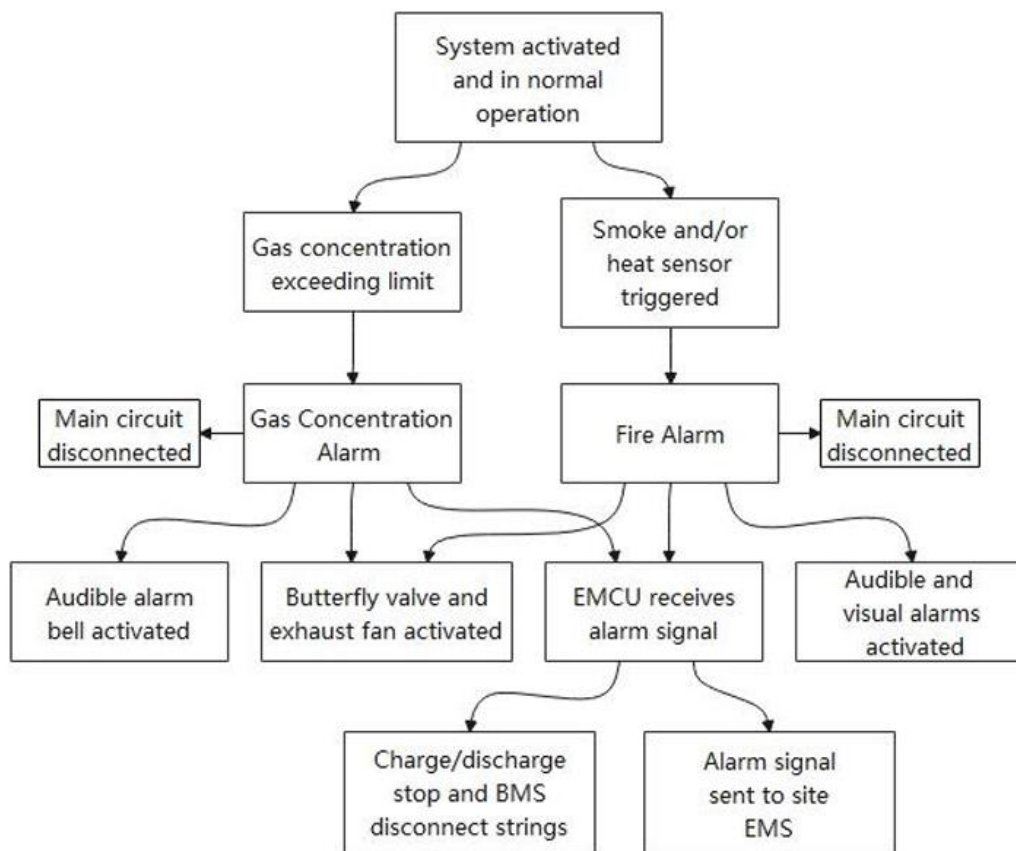 System activated
and in normal
operation
Gas concentration
exceeding limit
Smoke and/or
heat sensor
triggered
Main circuit
disconnected
Gas Concentration
Alarm
Fire Alarm
Main circuit
disconnected
Audible alarm
bell activated
Butterfly valve and
exhaust fan activated
EMCU receives
alarm signal
Audible and
visual alarms
activated
Charge/discharge
stop and BMS
disconnect strings
Alarm signal
sent to site
EMS